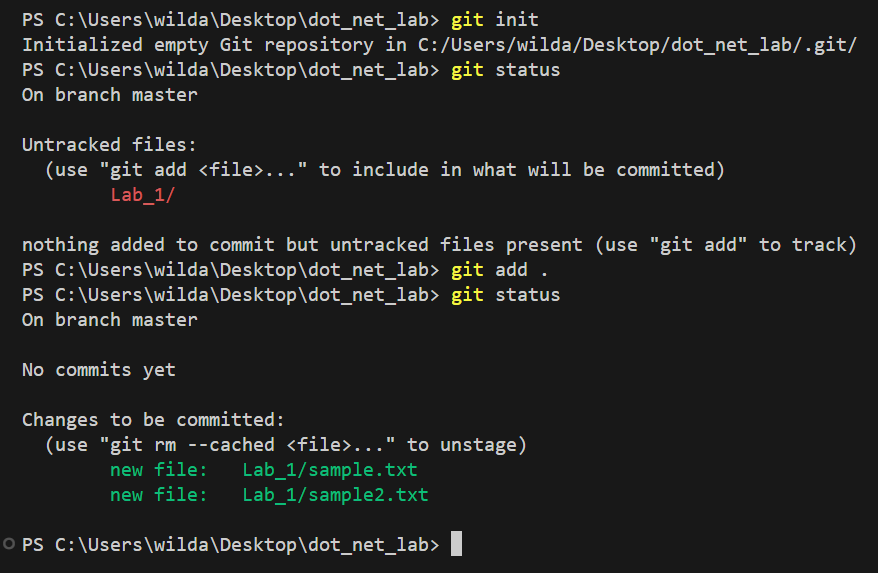 PS C:\Users\wilda\Desktop\dot_net_lab> git init
Initialized empty Git repository in C:/Users/wilda/Desktop/dot_net_lab/.git/
PS C:\Users\wilda\Desktop\dot_net_lab> git status
On branch master
Untracked files:
(use "git add <file>..." to include in what will be committed)
Lab_1/
nothing added to commit but untracked files present (use "git add" to track)
PS C:\Users\wilda\Desktop\dot_net_lab> git add .
PS C:\Users\wilda\Desktop\dot_net_lab> git status
On branch master
No commits yet
Changes to be committed:
(use "git rm --cached <file>..." to unstage)
new file:   Lab_1/sample.txt
new file:   Lab_1/sample2.txt
PS C:\Users\wilda\Desktop\dot_net_lab>